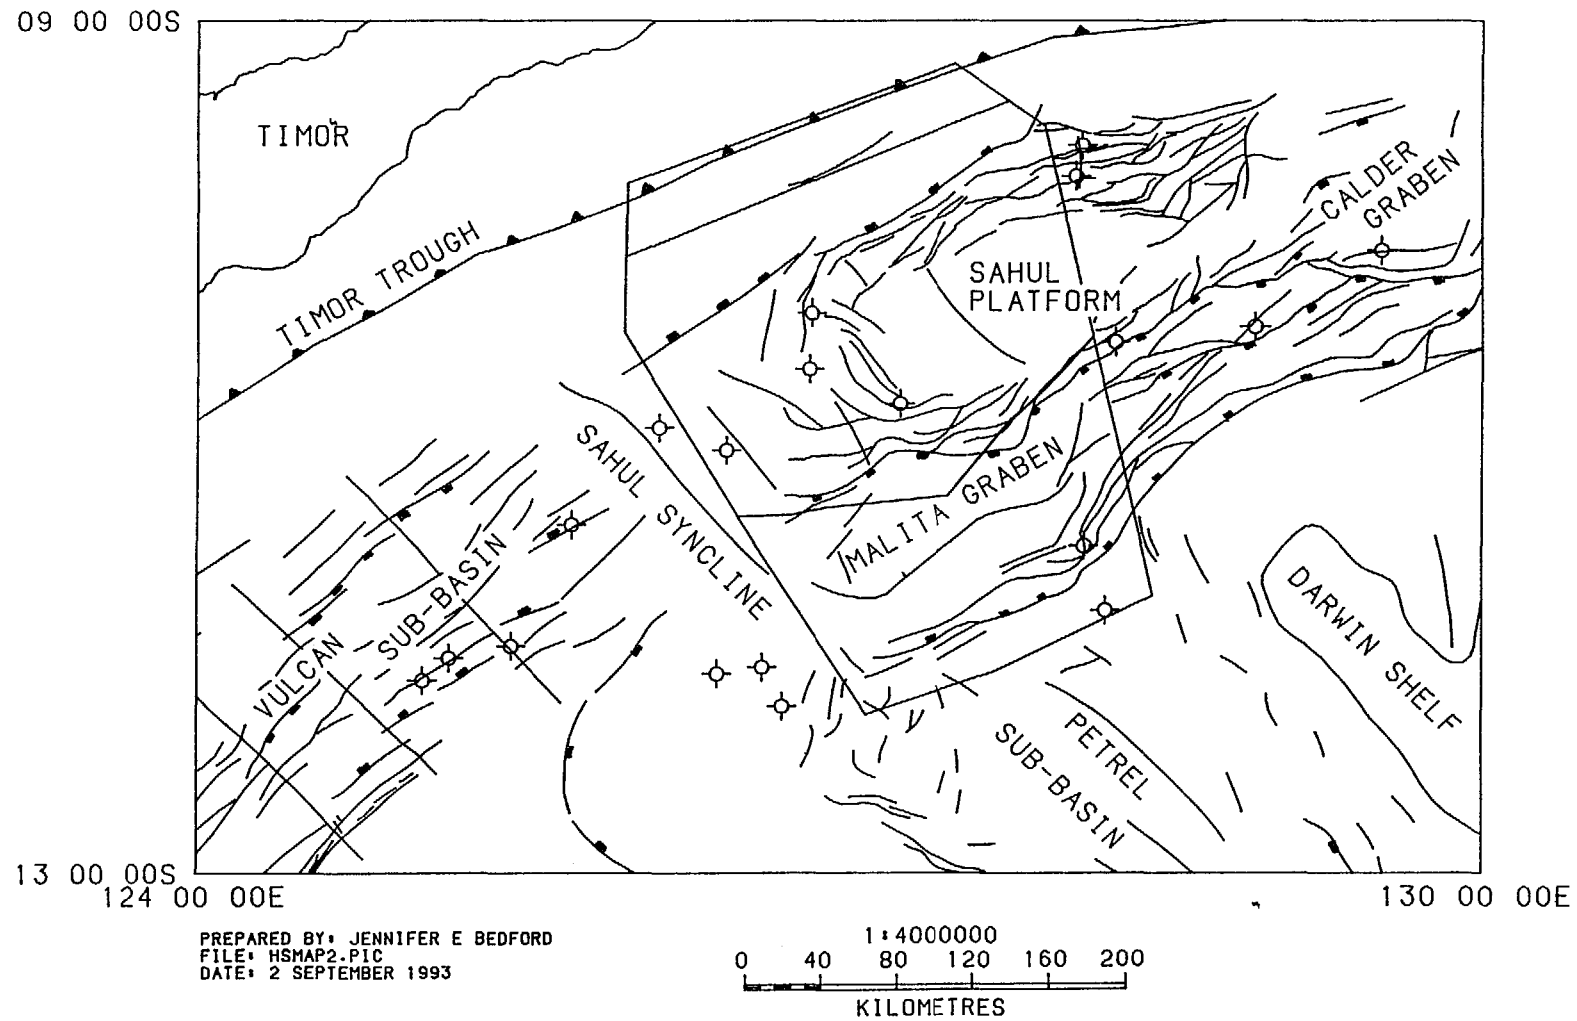 09 00 00S
TIMOR
CALDER
GRABEN
TIMOR TROUGH
SAHUL
PLATFORM
SAHUL SYNCLINE
MALITA GRABEN
VULCAN
SUB-BASIN
DARWIN SHELF
PETREL
SUB-BASIN
13 00 00S
124 00 00E
130 00 00E
PREPARED BY: JENNIFER E BEDFORD
FILE: HSMAP2.PIC
DATE: 2 SEPTEMBER 1993
1:4000000
0 40 80 120 160 200
KILOMETRES